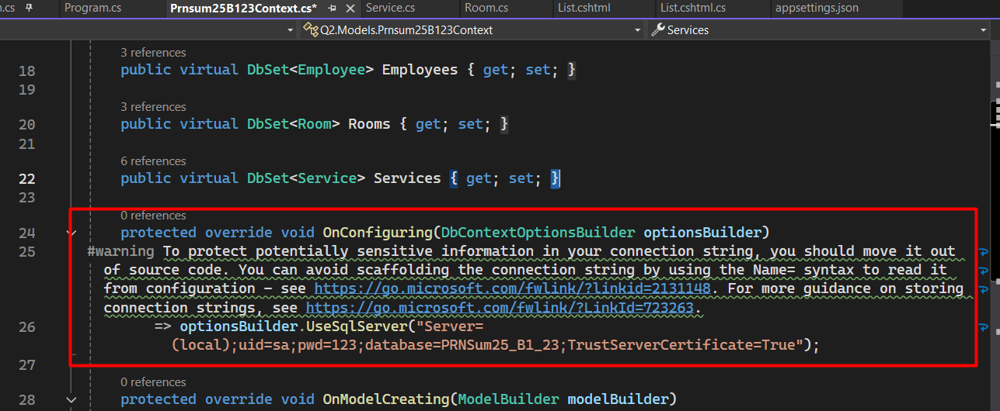 .cs
Program.cs
Prnsum25B123Context.cs*
Service.cs
Room.cs
List.cshtml
List.cshtml.cs
appsettings.json
Q2.Models.Prnsum25B123Context
Services
3 references
18 public virtual DbSet<Employee> Employees { get; set; }
19
3 references
20 public virtual DbSet<Room> Rooms { get; set; }
21
6 references
22 public virtual DbSet<Service> Services { get; set; }
23
0 references
24 protected override void OnConfiguring(DbContextOptionsBuilder optionsBuilder)
25 #warning To protect potentially sensitive information in your connection string, you should move it out
of source code. You can avoid scaffolding the connection string by using the Name= syntax to read it
from configuration - see https://go.microsoft.com/fwlink/?linkid=2131148. For more guidance on storing
connection strings, see https://go.microsoft.com/fwlink/?LinkId=723263.
26 => optionsBuilder.UseSqlServer("Server=
(local);uid=sa;pwd=123;database=PRNSum25_B1_23;TrustServerCertificate=True");
27
0 references
28 protected override void OnModelCreating(ModelBuilder modelBuilder)